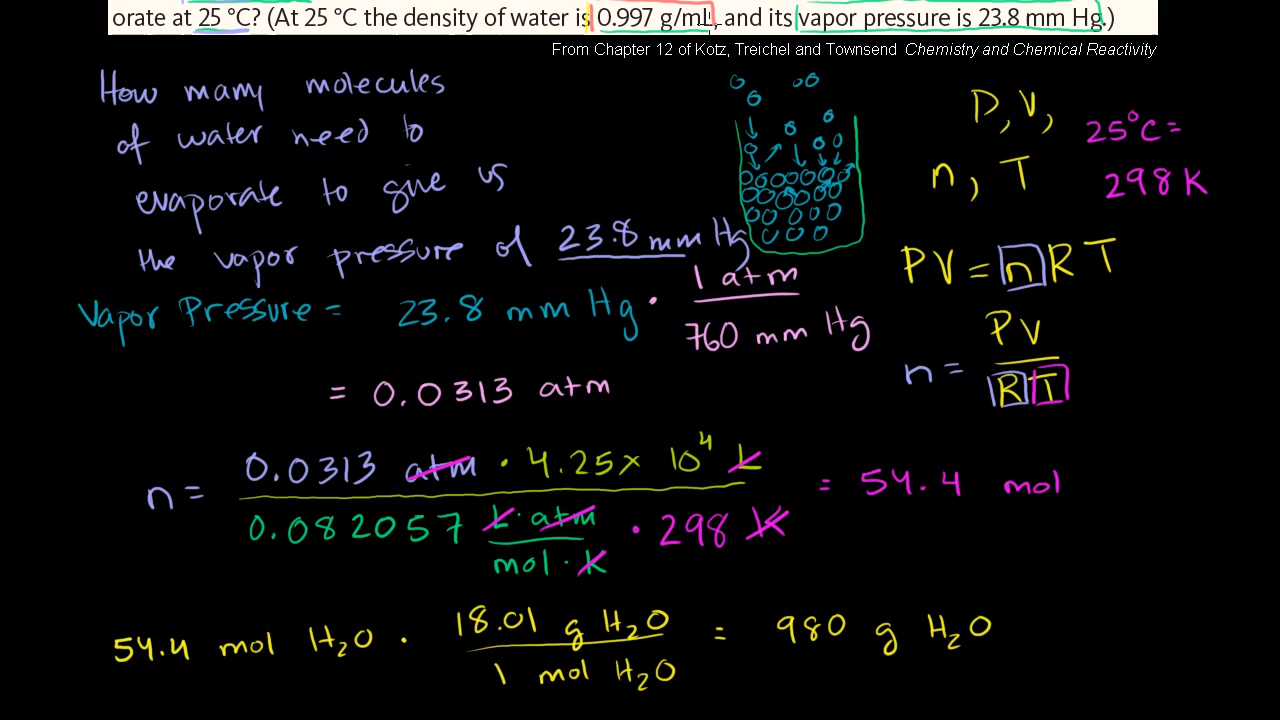 orate at 25 °C? (At 25 °C the density of water is 0.997 g/mL, and its vapor pressure is 23.8 mm Hg.)
From Chapter 12 of Kotz, Treichel and Townsend Chemistry and Chemical Reactivity
How many molecules
of water need to
evaporate to give us
the vapor pressure of 23.8 mm Hg
D, V,
n, T
25°C =
298 K
PV = nRT
Vapor Pressure = 23.8 mm Hg · 1 atm
760 mm Hg
= 0.0313 atm
n = PV
RT
n = 0.0313 atm · 4.25 x 10⁴ L
0.082057 L·atm · 298 K
mol·K
= 54.4 mol
54.4 mol H₂O · 18.01 g H₂O = 980 g H₂O
1 mol H₂O